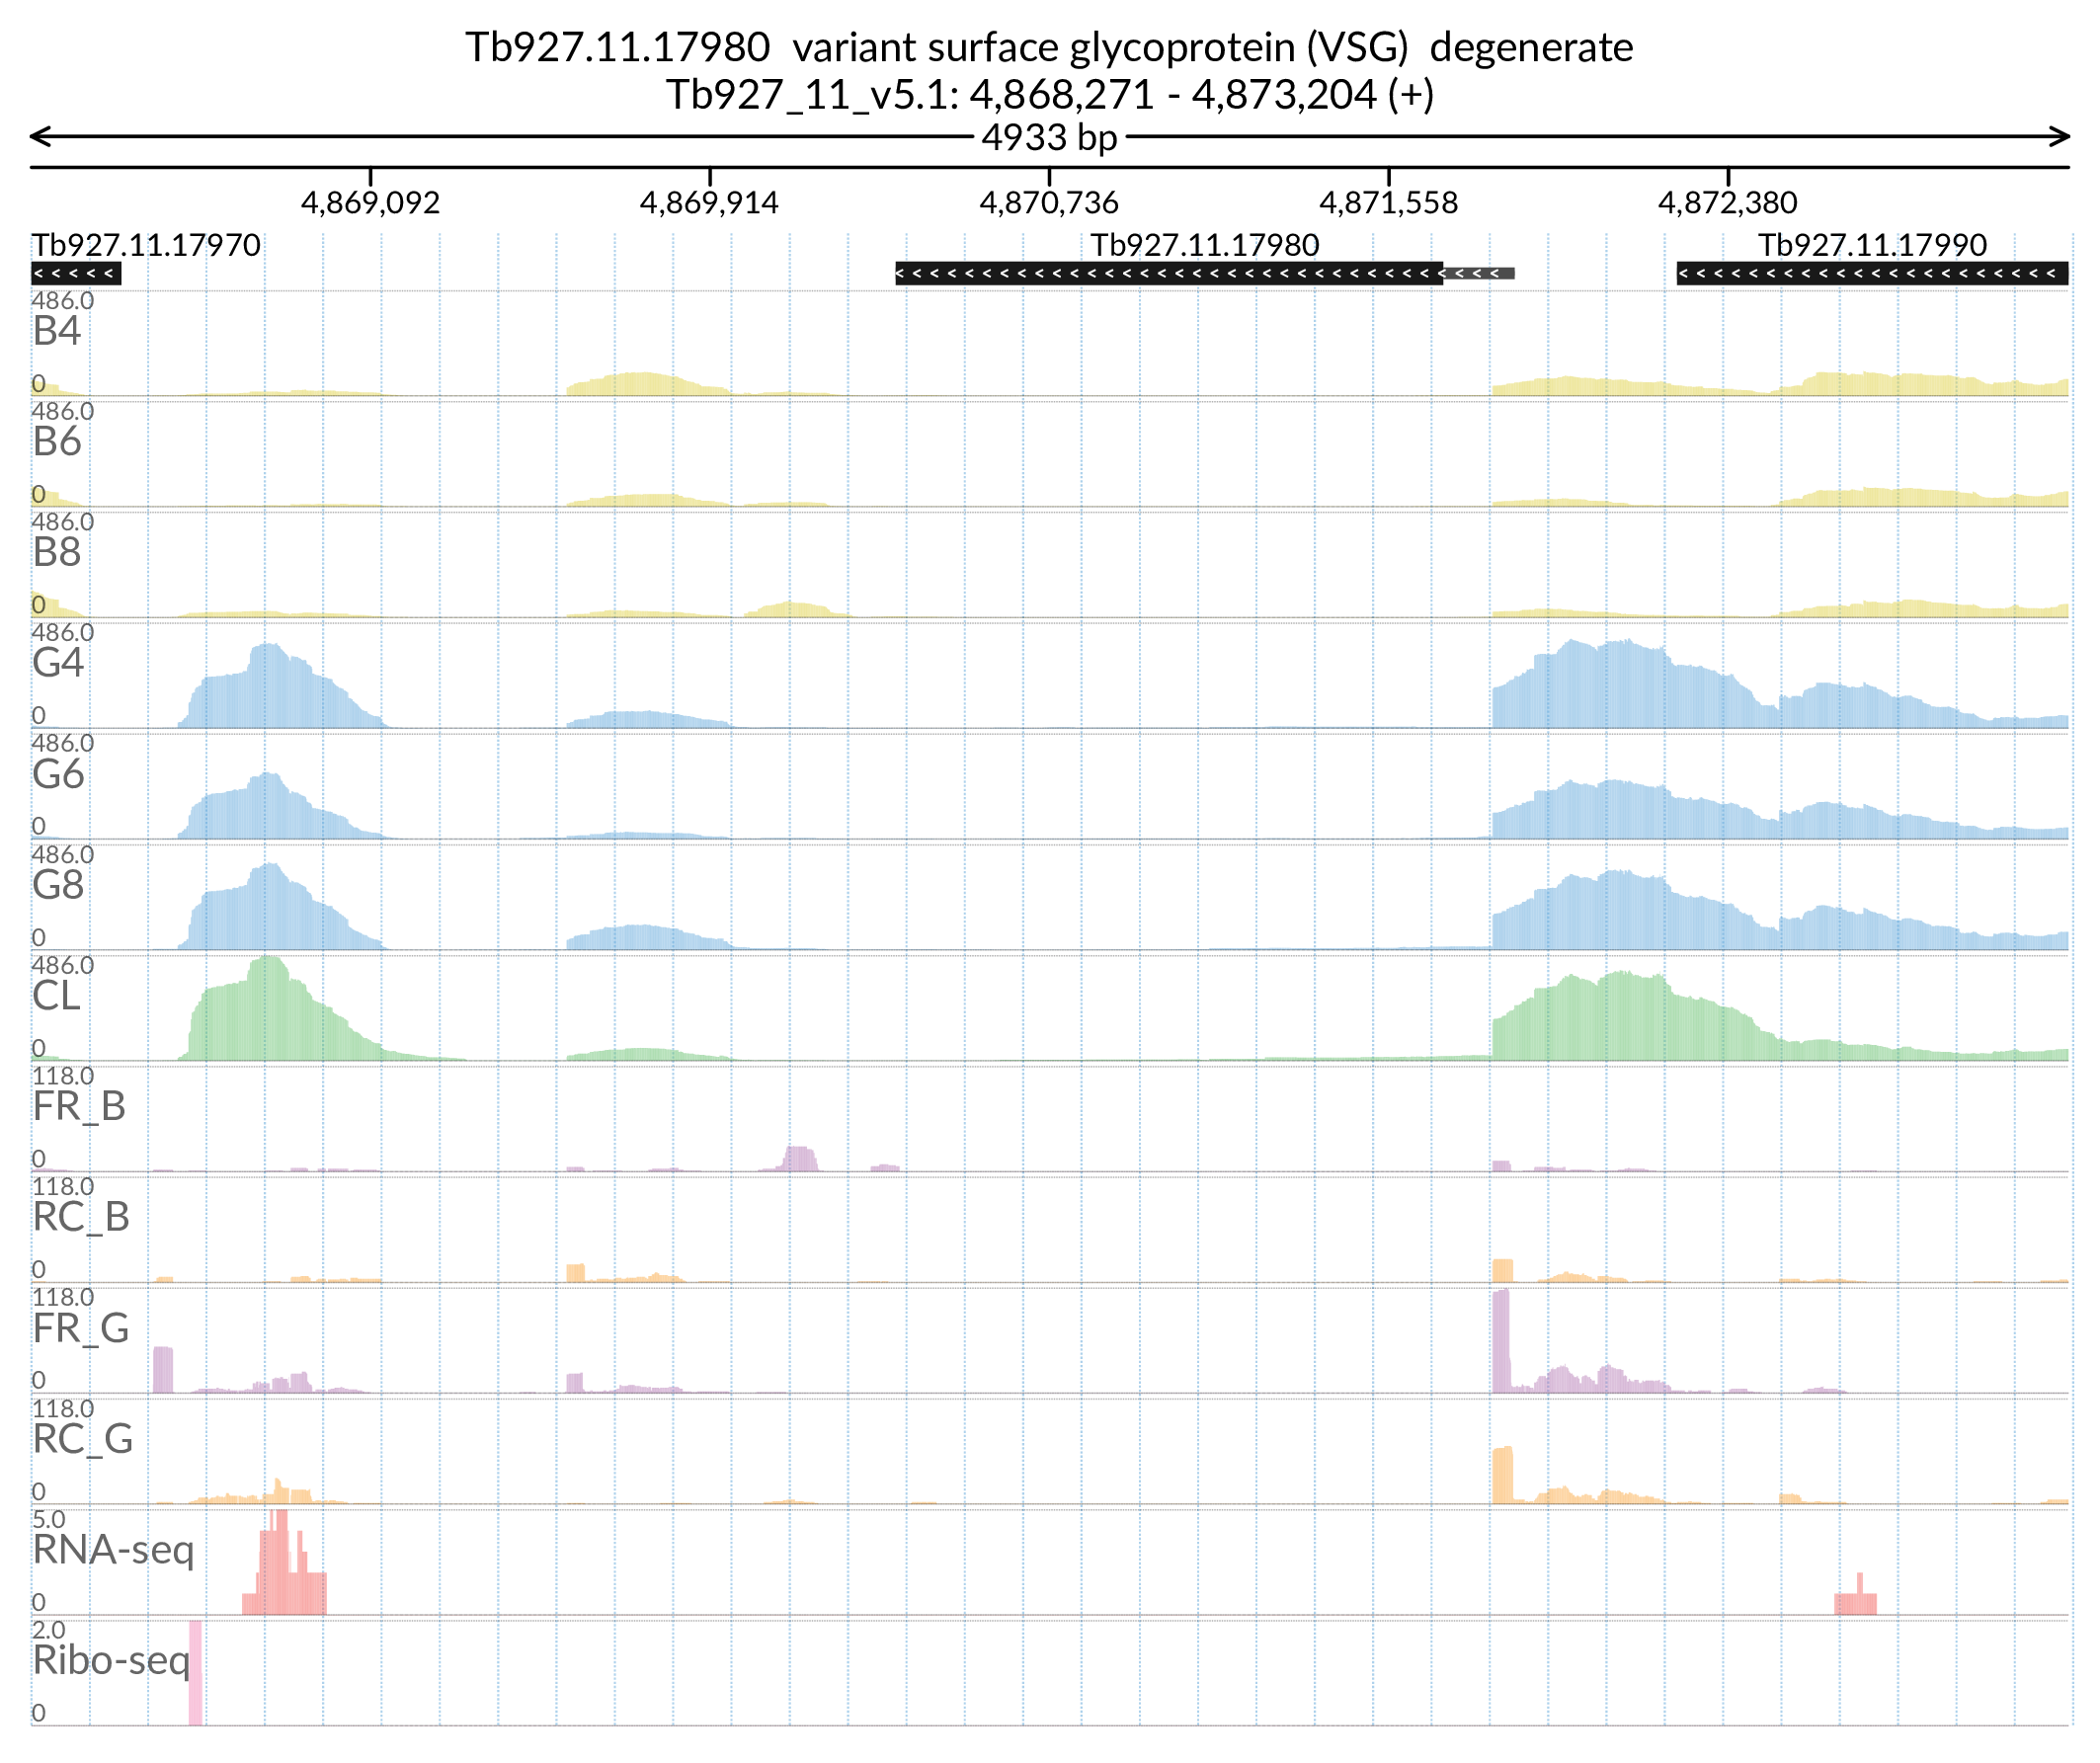 Tb927.11.17980  variant surface glycoprotein (VSG)  degenerate
Tb927_11_v5.1: 4,868,271 - 4,873,204 (+)
4933 bp
4,869,092 4,869,914 4,870,736 4,871,558 4,872,380
Tb927.11.17970 Tb927.11.17980 Tb927.11.17990
486.0
B4
0
486.0
B6
0
486.0
B8
0
486.0
G4
0
486.0
G6
0
486.0
G8
0
486.0
CL
0
118.0
FR_B
0
118.0
RC_B
0
118.0
FR_G
0
118.0
RC_G
0
5.0
RNA-seq
0
2.0
Ribo-seq
0